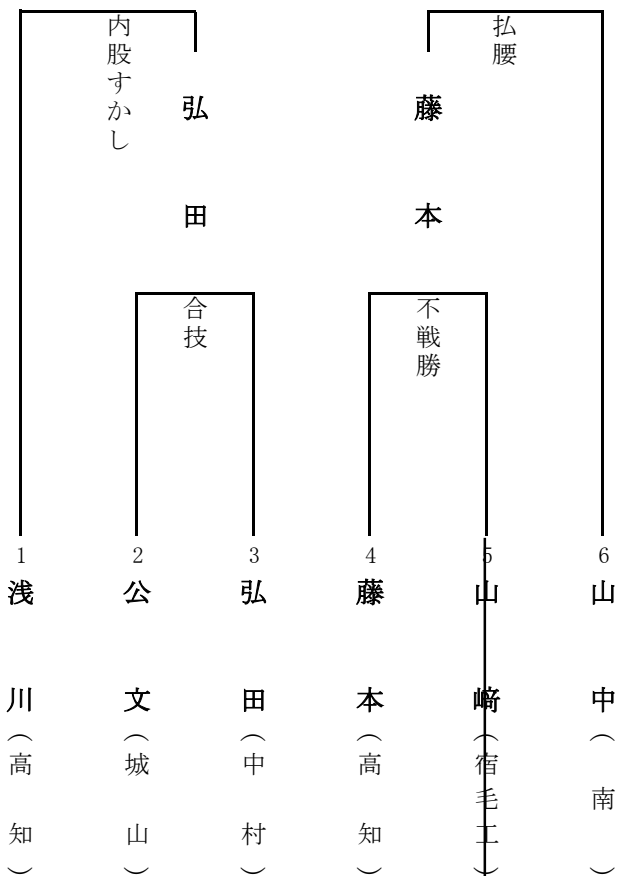 内股すかし
払腰
弘田
藤本
合技
不戦勝
1
浅川(高知)
2
公文(城山)
3
弘田(中村)
4
藤本(高知)
5
山﨑(宿毛工)
6
山中(南)